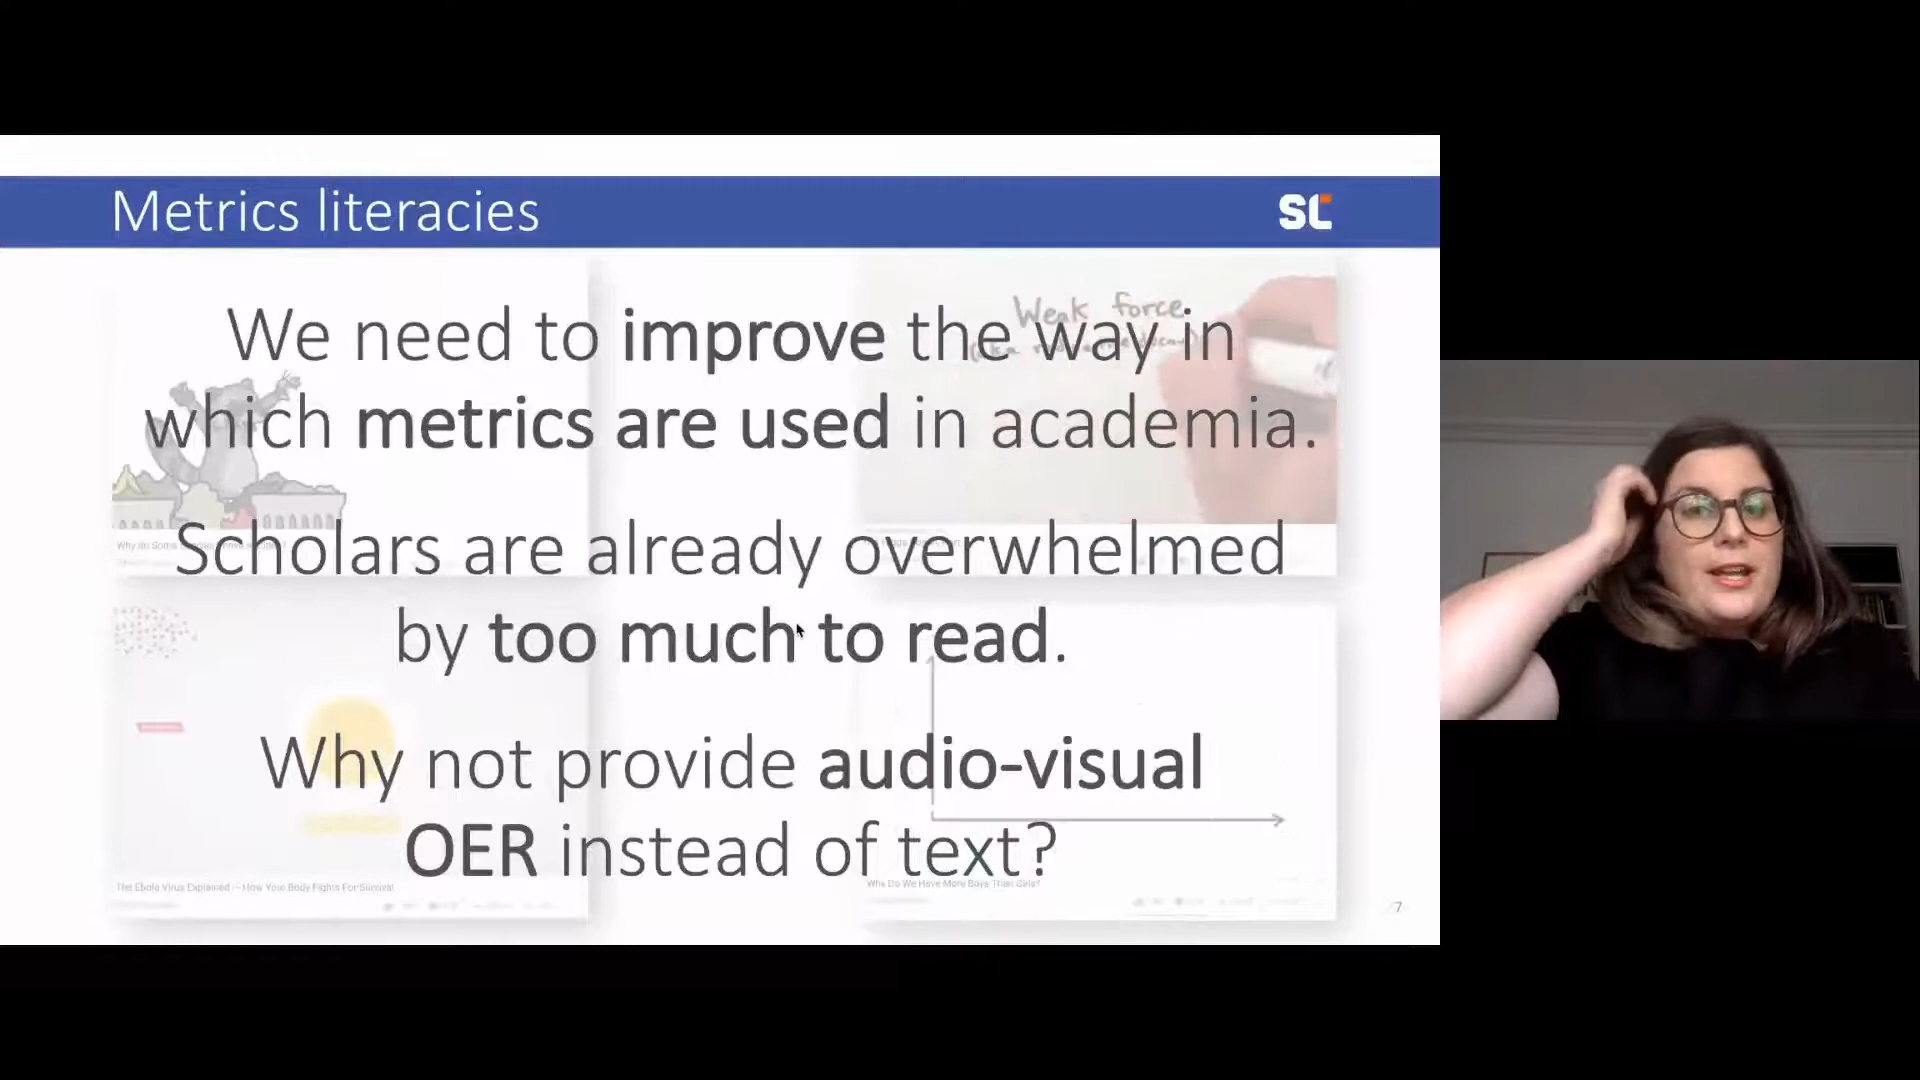 Metrics literacies
SC
Weak force
We need to improve the way in
which metrics are used in academia.
Scholars are already overwhelmed
by too much to read.
Why not provide audio-visual
OER instead of text?
The Ebola Virus Explained — How Your Body Fights For Survival
Why Do We Have More Boys Than Girls?
7